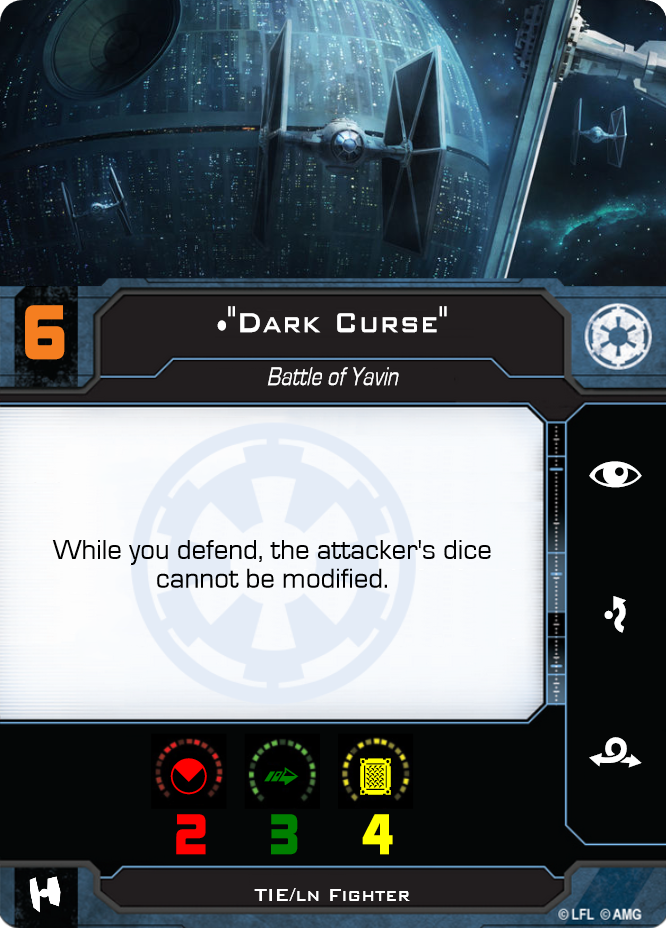 6
•"Dark Curse"
Battle of Yavin
While you defend, the attacker's dice
cannot be modified.
2 3 4
TIE/ln Fighter
© LFL © AMG